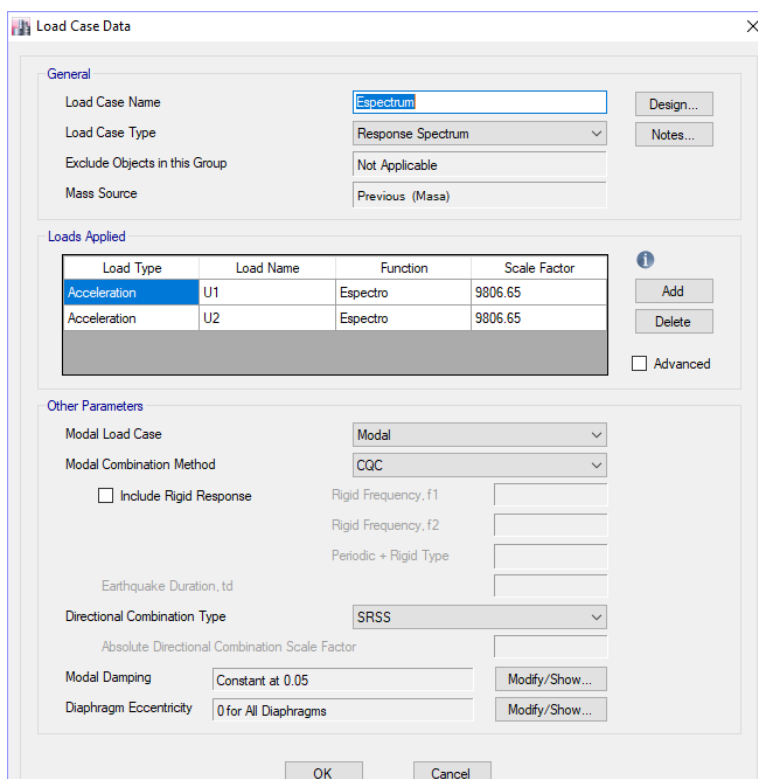 Load Case Data
General
Load Case Name Espectrum Design...
Load Case Type Response Spectrum Notes...
Exclude Objects in this Group Not Applicable
Mass Source Previous (Masa)
Loads Applied
Load Type Load Name Function Scale Factor
Acceleration U1 Espectro 9806.65 Add
Acceleration U2 Espectro 9806.65 Delete
Advanced
Other Parameters
Modal Load Case Modal
Modal Combination Method CQC
Include Rigid Response Rigid Frequency, f1
Rigid Frequency, f2
Periodic + Rigid Type
Earthquake Duration, td
Directional Combination Type SRSS
Absolute Directional Combination Scale Factor
Modal Damping Constant at 0.05 Modify/Show...
Diaphragm Eccentricity 0 for All Diaphragms Modify/Show...
OK Cancel